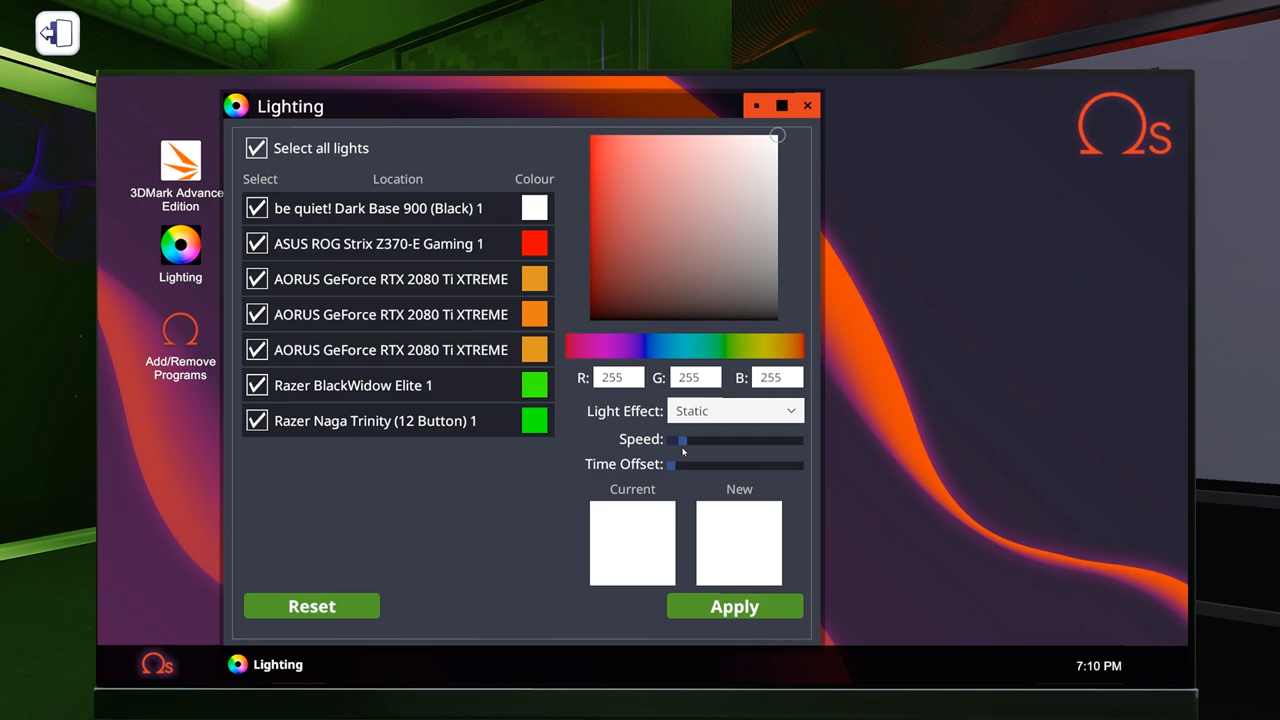 Lighting
Ωs
Select all lights
Select Location Colour
be quiet! Dark Base 900 (Black) 1
ASUS ROG Strix Z370-E Gaming 1
AORUS GeForce RTX 2080 Ti XTREME
AORUS GeForce RTX 2080 Ti XTREME
AORUS GeForce RTX 2080 Ti XTREME
Razer BlackWidow Elite 1
Razer Naga Trinity (12 Button) 1
3DMark Advance
Edition
Lighting
Add/Remove
Programs
R: 255 G: 255 B: 255
Light Effect: Static
Speed:
Time Offset:
Current New
Reset Apply
Ωs Lighting 7:10 PM